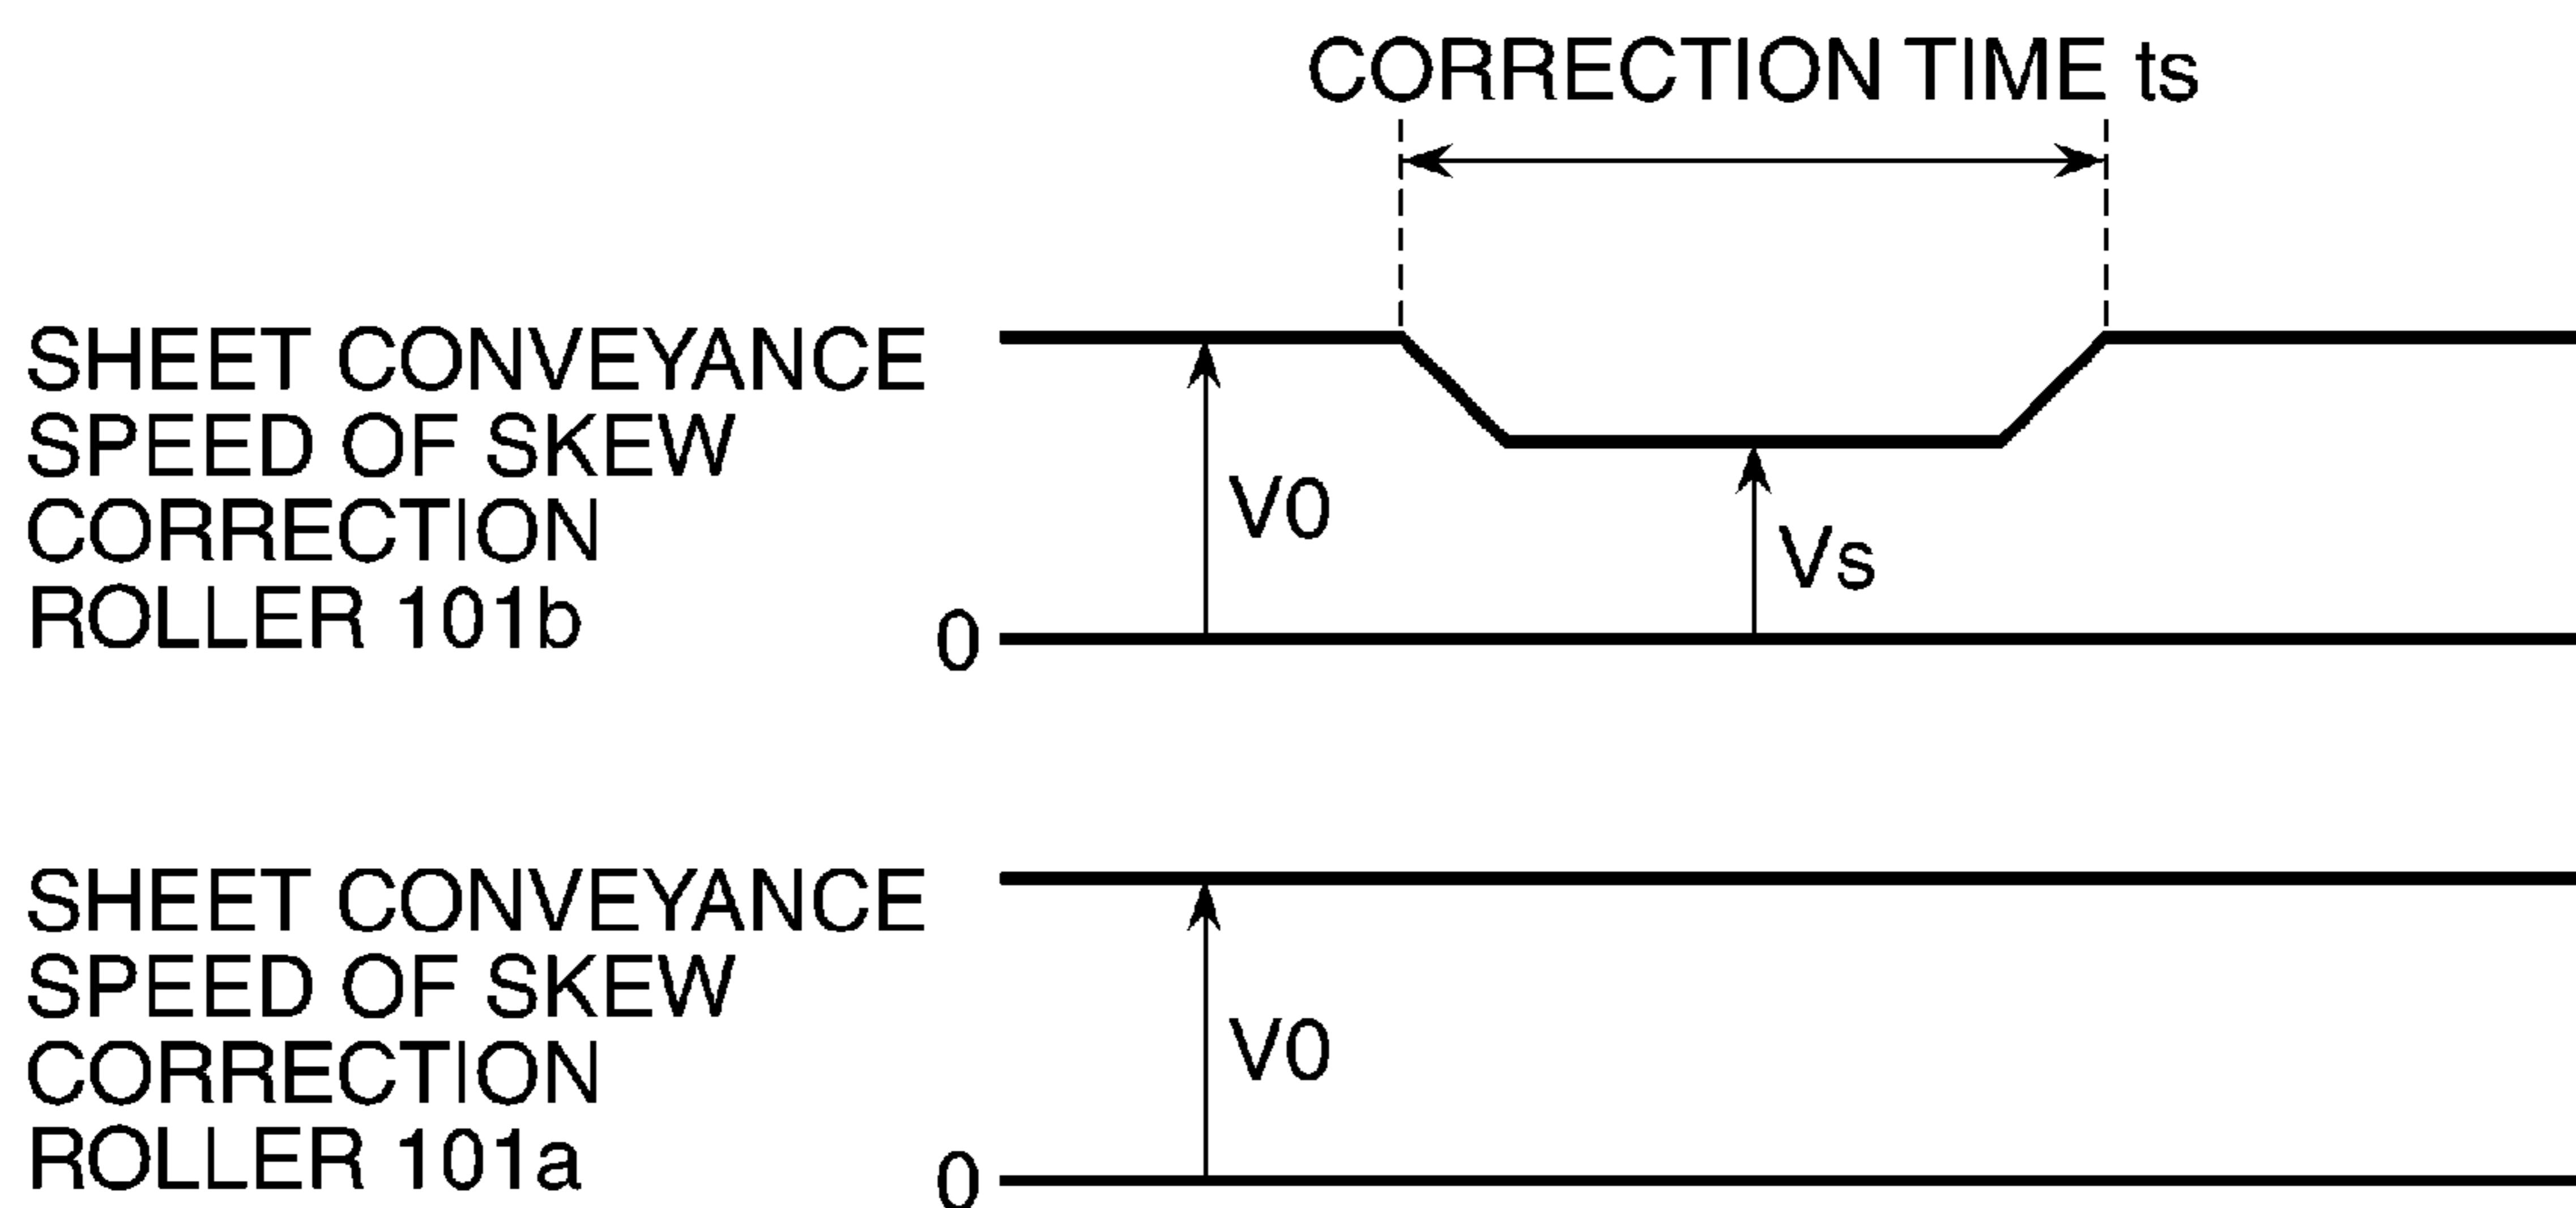 CORRECTION TIME ts
SHEET CONVEYANCE
SPEED OF SKEW
CORRECTION
ROLLER 101b
V0
Vs
0
SHEET CONVEYANCE
SPEED OF SKEW
CORRECTION
ROLLER 101a
V0
0